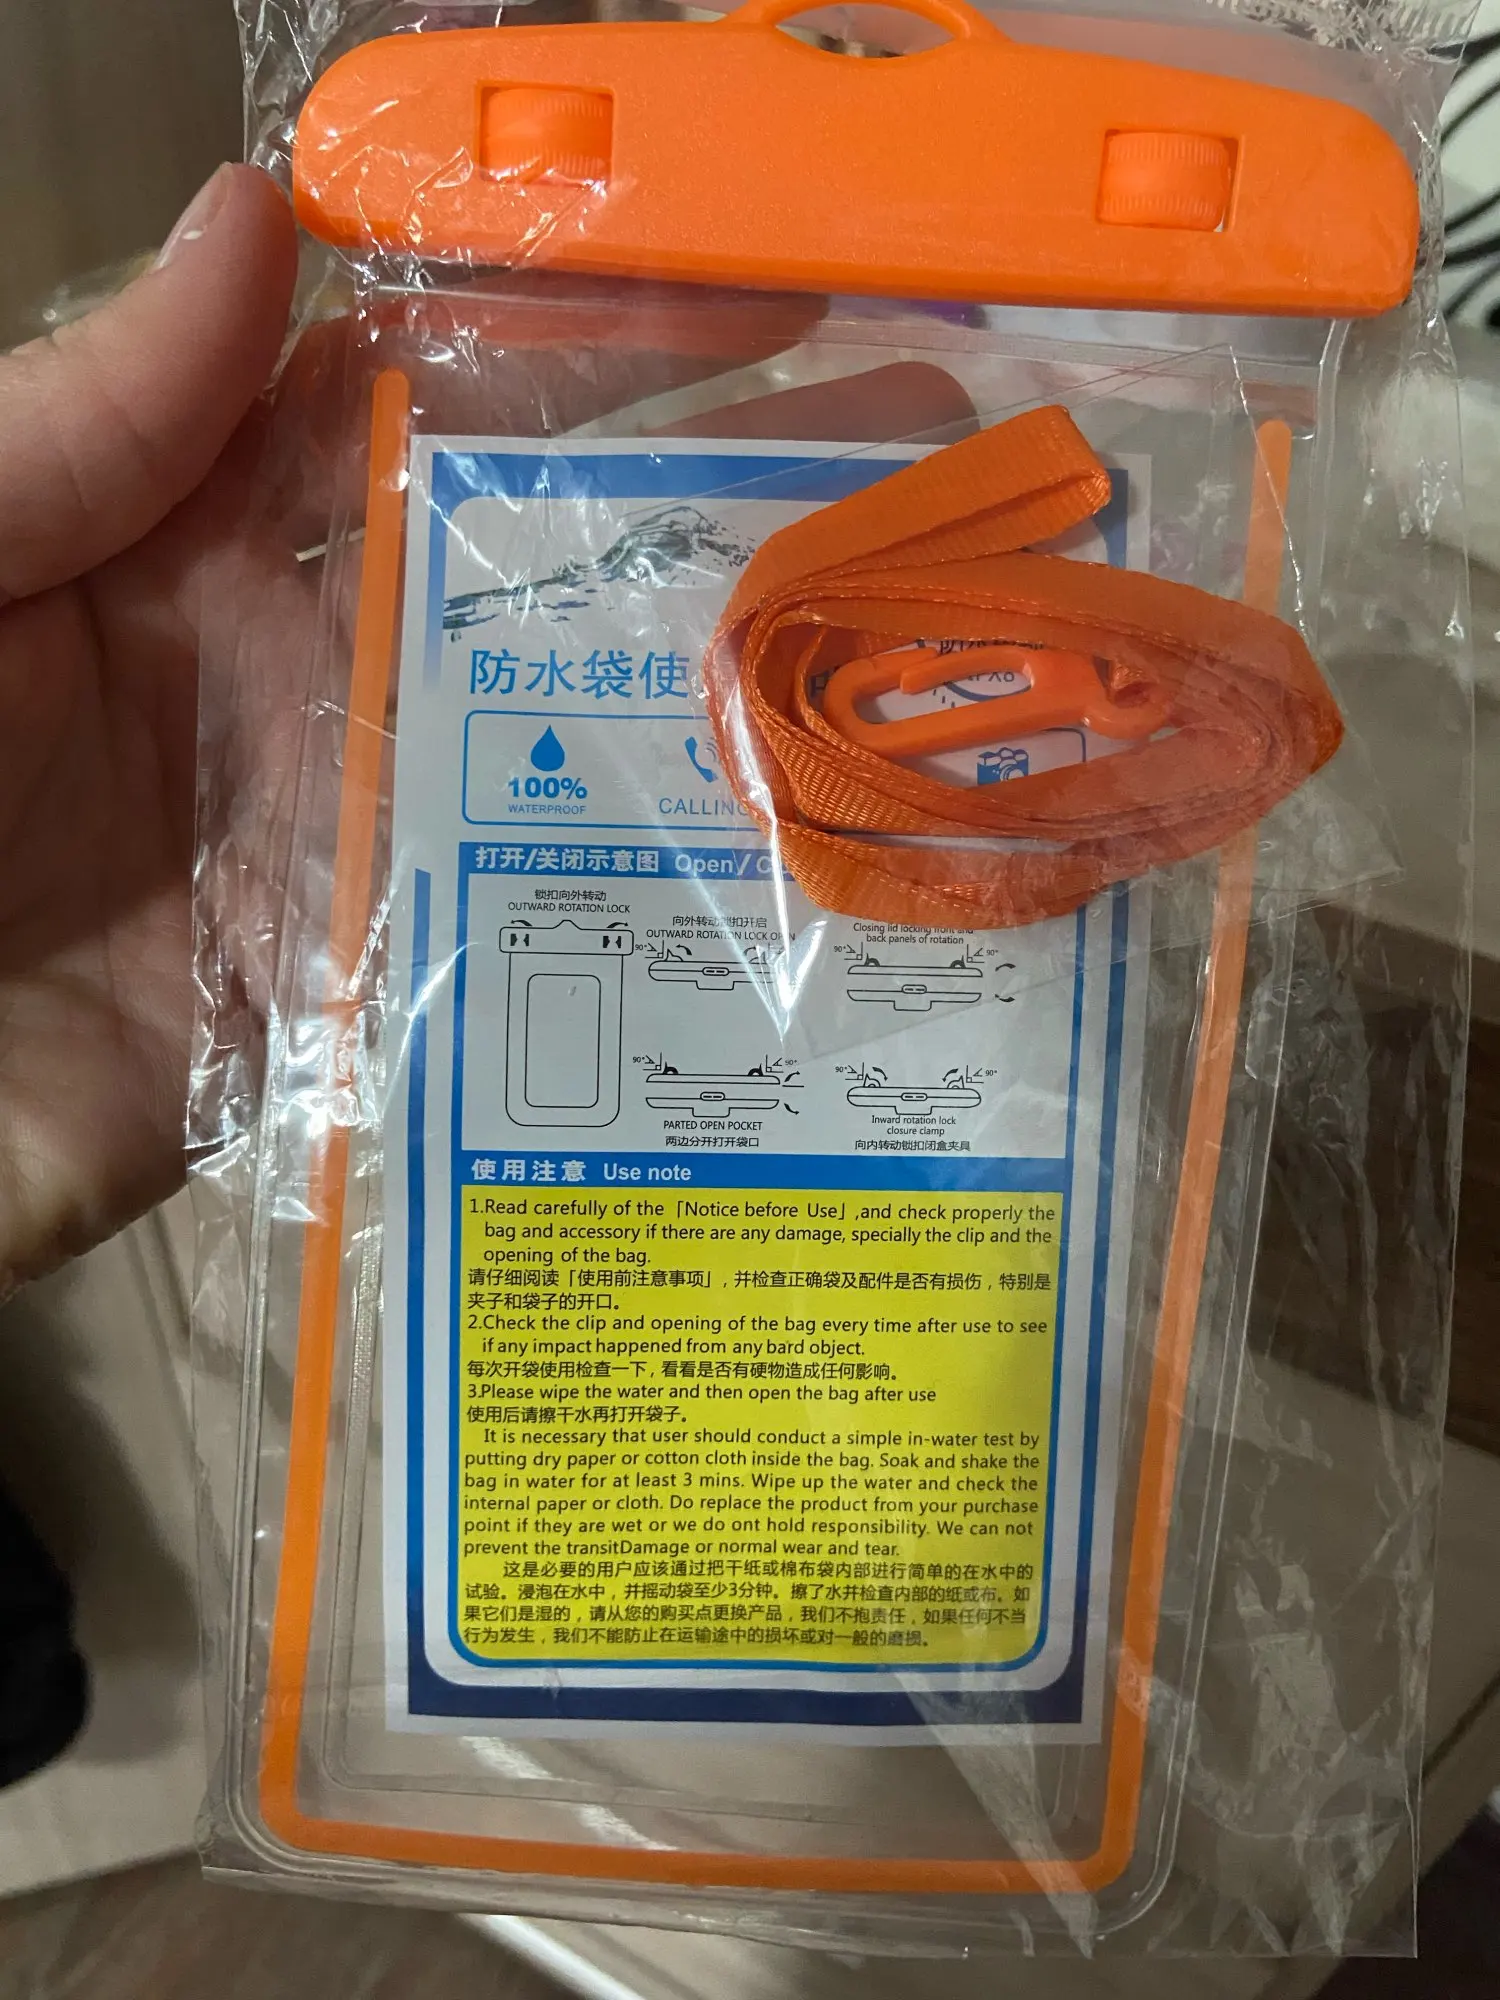 防水袋使
IPX8
100%
WATERPROOF
CALLING
打开/关闭示意图 Open/
锁扣向外转动
OUTWARD ROTATION LOCK
向外转动锁扣开启
OUTWARD ROTATION LOCK OPEN
Closing lid locking front and
back panels of rotation
90°
90°
90°
90°
90°
90°
90°
90°
PARTED OPEN POCKET
两边分开打开袋口
Inward rotation lock
closure clamp
向内转动锁扣闭盒夹具
使用注意 Use note
1.Read carefully of the「Notice before Use」,and check properly the
bag and accessory if there are any damage, specially the clip and the
opening of the bag.
请仔细阅读「使用前注意事项」，并检查正确袋及配件是否有损伤，特别是
夹子和袋子的开口。
2.Check the clip and opening of the bag every time after use to see
if any impact happened from any bard object.
每次开袋使用检查一下，看看是否有硬物造成任何影响。
3.Please wipe the water and then open the bag after use
使用后请擦干水再打开袋子。
It is necessary that user should conduct a simple in-water test by
putting dry paper or cotton cloth inside the bag. Soak and shake the
bag in water for at least 3 mins. Wipe up the water and check the
internal paper or cloth. Do replace the product from your purchase
point if they are wet or we do ont hold responsibility. We can not
prevent the transitDamage or normal wear and tear.
这是必要的用户应该通过把干纸或棉布袋内部进行简单的在水中的
试验。浸泡在水中，并摇动袋至少3分钟。擦了水并检查内部的纸或布。如
果它们是湿的，请从您的购买点更换产品，我们不抱责任，如果任何不当
行为发生，我们不能防止在运输途中的损坏或对一般的磨损。